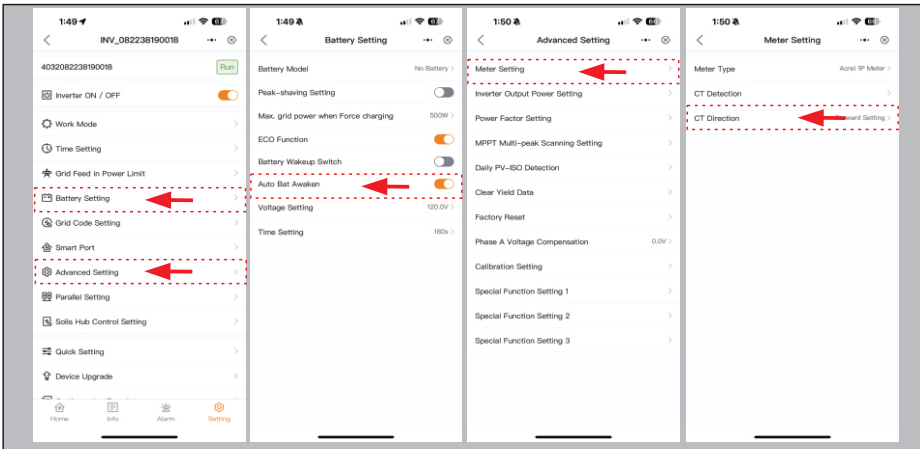 1:49
INV_082238190018
4032082238190018
Run
Inverter ON / OFF
Work Mode
Time Setting
Grid Feed in Power Limit
Battery Setting
Grid Code Setting
Smart Port
Advanced Setting
Parallel Setting
Solis Hub Control Setting
Quick Setting
Device Upgrade
Home
Info
Alarm
Setting
1:49
Battery Setting
Battery Model
No Battery
Peak-shaving Setting
Max. grid power when Force charging
500W
ECO Function
Battery Wakeup Switch
Auto Bat Awaken
Voltage Setting
120.0V
Time Setting
180s
1:50
Advanced Setting
Meter Setting
Inverter Output Power Setting
Power Factor Setting
MPPT Multi-peak Scanning Setting
Daily PV-ISO Detection
Clear Yield Data
Factory Reset
Phase A Voltage Compensation
0.0V
Calibration Setting
Special Function Setting 1
Special Function Setting 2
Special Function Setting 3
1:50
Meter Setting
Meter Type
Acrel 1P Meter
CT Detection
CT Direction
Setting